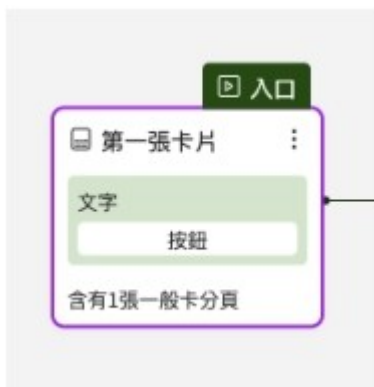 入口
第一張卡片
文字
按鈕
含有1張一般卡分頁